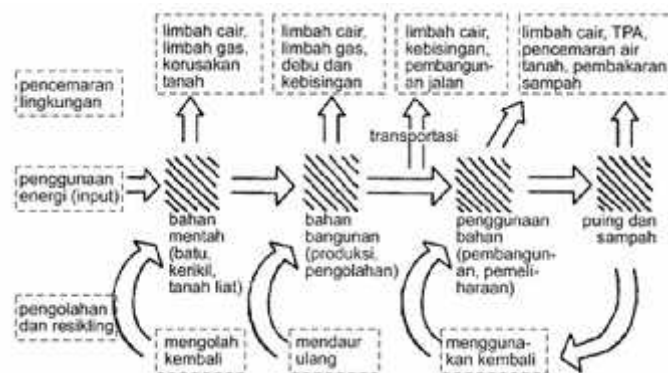 limbah cair,
limbah gas,
kerusakan
tanah
limbah cair,
limbah gas,
debu dan
kebisingan
limbah cair,
kebisingan,
pembangun-
an jalan
limbah cair, TPA,
pencemaran air
tanah, pembakaran
sampah
pencemaran
lingkungan
transportasi
penggunaan
energi (input)
bahan
mentah
(batu,
kerikil,
tanah liat)
bahan
bangunan
(produksi,
pengolahan)
penggunaan
bahan
(pembangun-
an, pemeli-
haraan)
puing dan
sampah
pengolahan
dan resikling
mengolah
kembali
mendaur
ulang
mengguna-
kan kembali